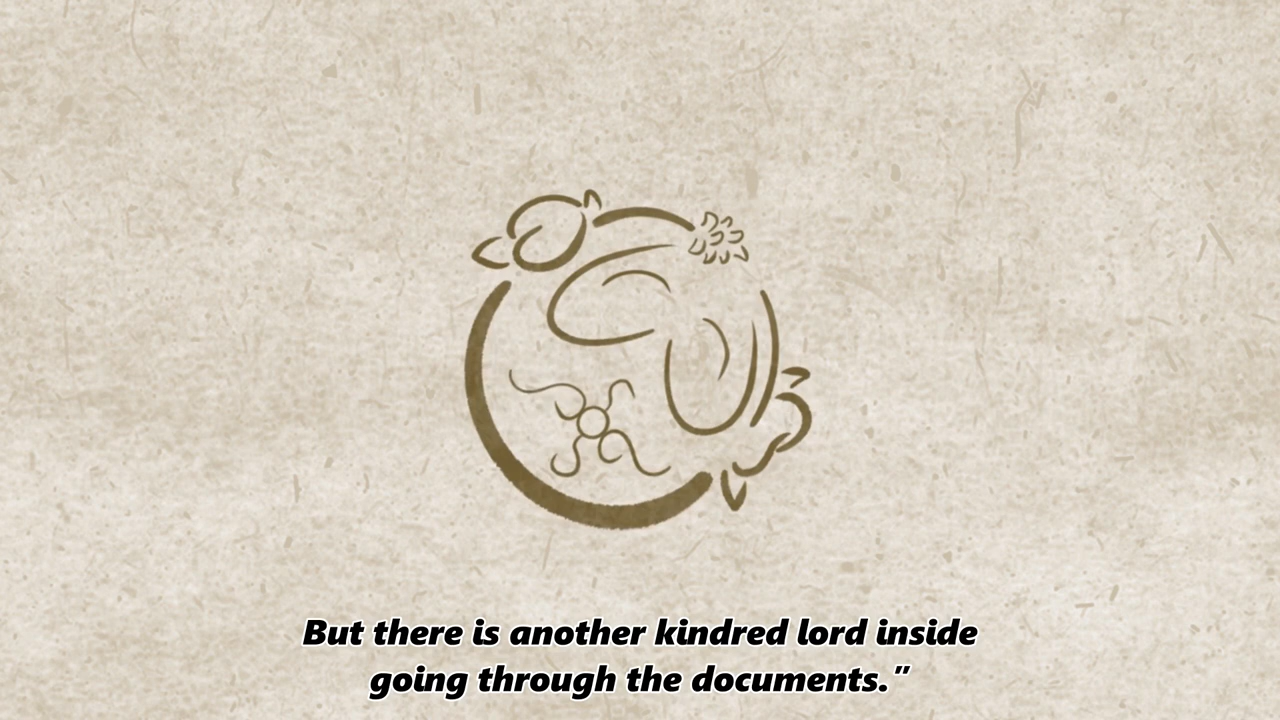 But there is another kindred lord inside
going through the documents.”